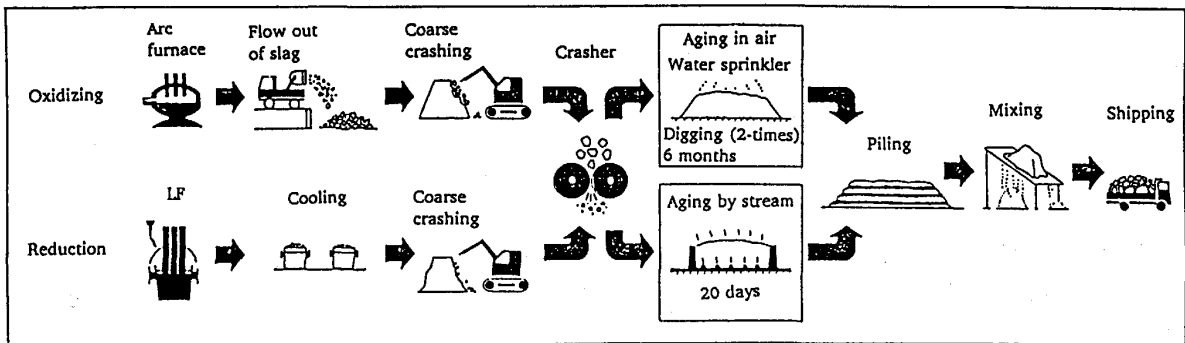 Oxidizing
Arc
furnace
Flow out
of slag
Coarse
crashing
Crasher
Aging in air
Water sprinkler
Digging (2-times)
6 months
Piling
Mixing
Shipping
Reduction
LF
Cooling
Coarse
crashing
Aging by stream
20 days